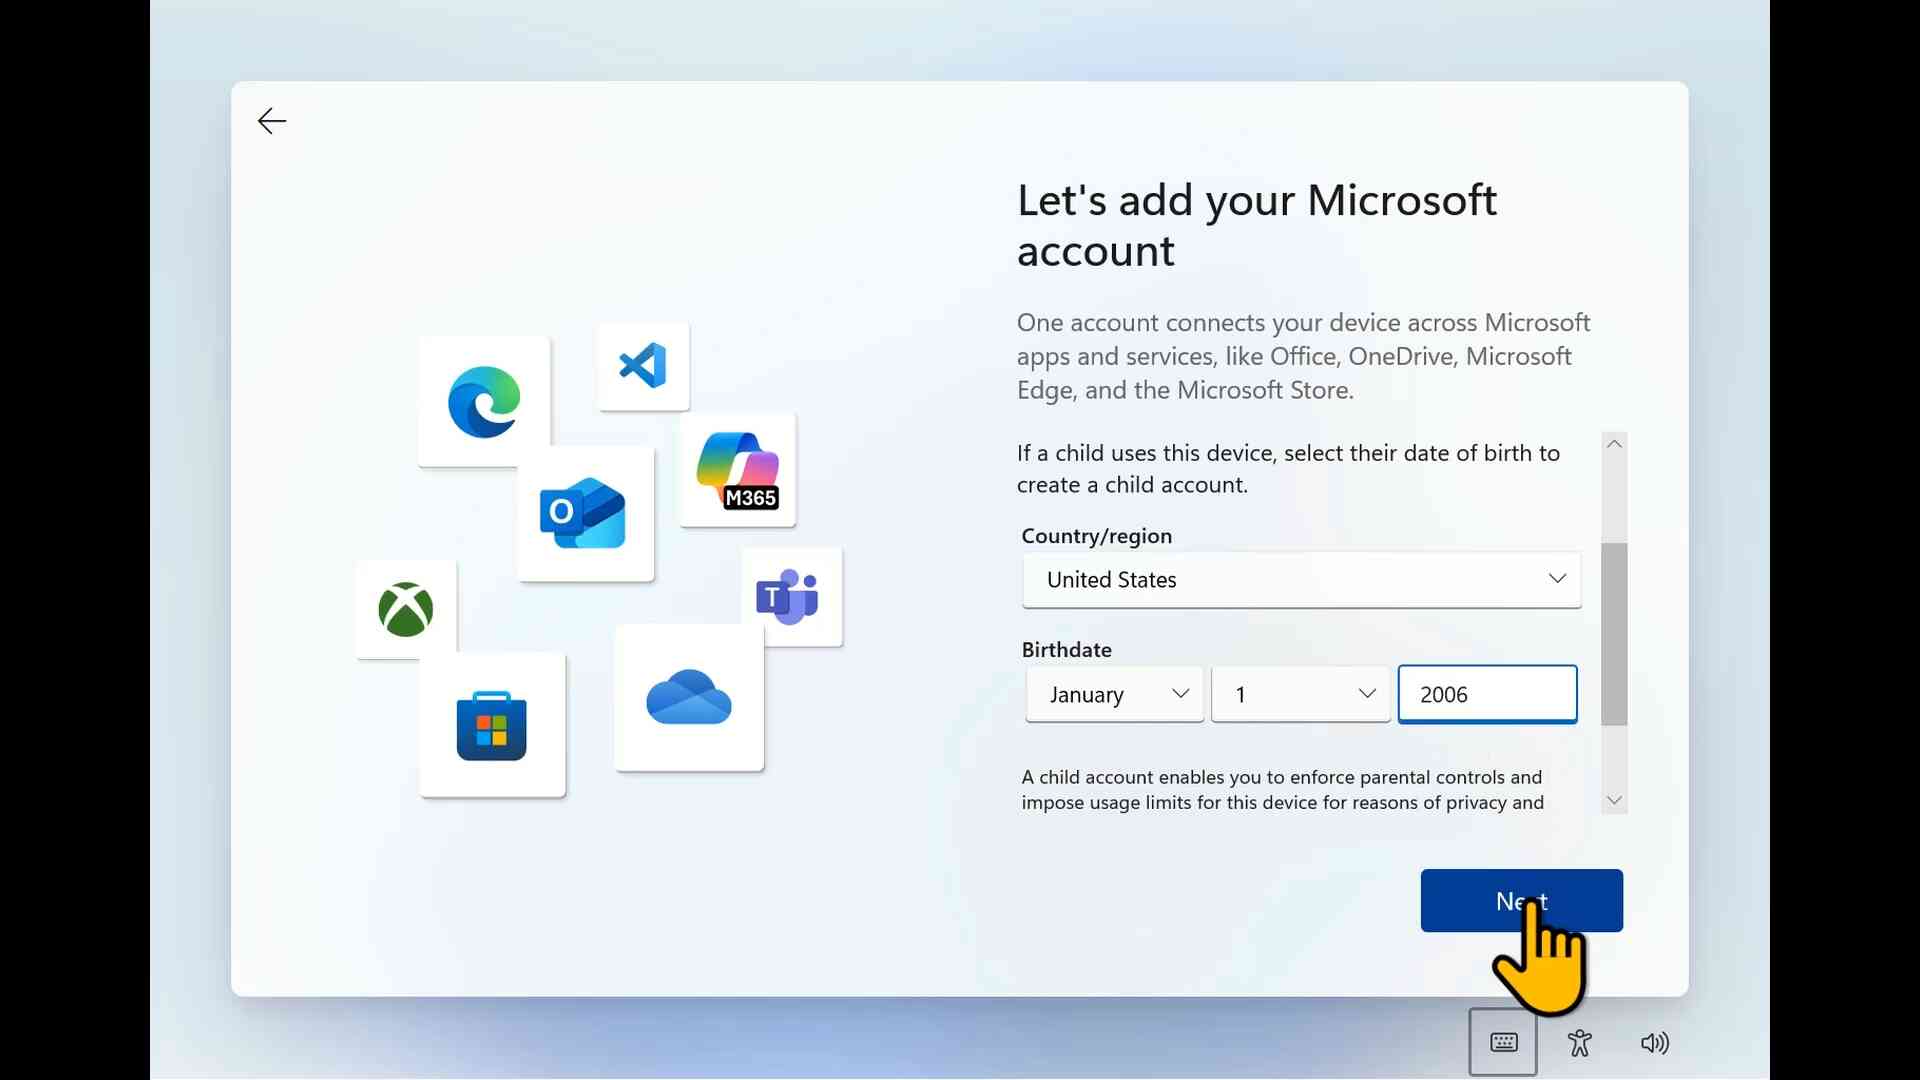 Let's add your Microsoft
account
One account connects your device across Microsoft
apps and services, like Office, OneDrive, Microsoft
Edge, and the Microsoft Store.
If a child uses this device, select their date of birth to
create a child account.
Country/region
United States
Birthdate
January
1
2006
A child account enables you to enforce parental controls and
impose usage limits for this device for reasons of privacy and
Next
M365
O
T